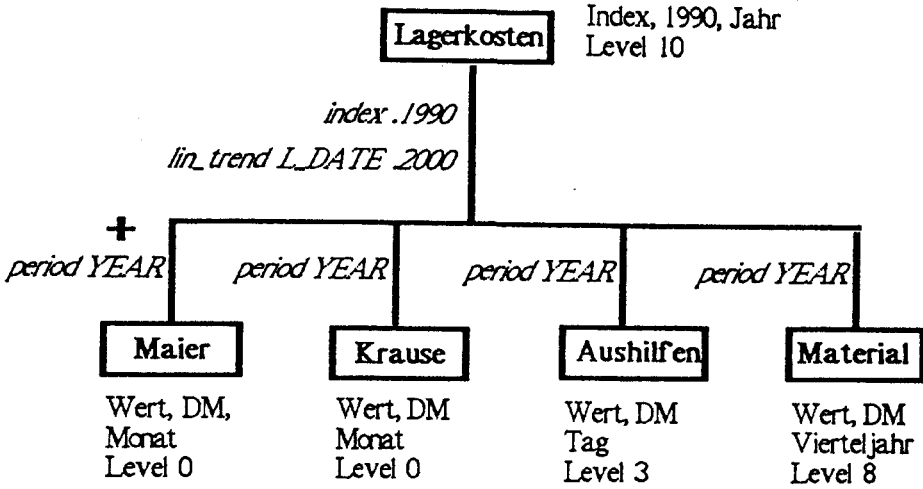 Lagerkosten
Index, 1990, Jahr
Level 10
index .1990
lin_trend L_DATE .2000
+
period YEAR
period YEAR
period YEAR
period YEAR
Maier
Krause
Aushilfen
Material
Wert, DM,
Monat
Level 0
Wert, DM
Monat
Level 0
Wert, DM
Tag
Level 3
Wert, DM
Vierteljahr
Level 8